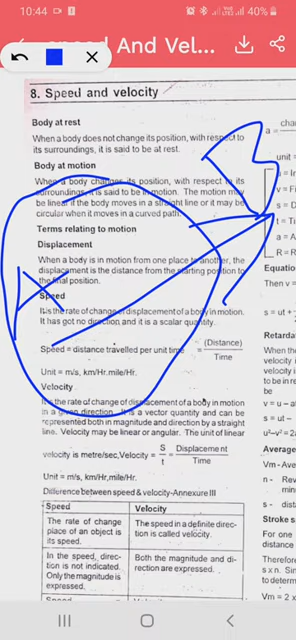 10:44
40%
speed And Vel...
8. Speed and velocity
Body at rest
When a body does not change its position, with respect to
its surroundings, it is said to be at rest.
Body at motion
When a body changes its position, with respect to its
surroundings, it is said to be in motion. The motion may
be linear if the body moves in a straight line or it may be
circular when it moves in a curved path.
Terms relating to motion
Displacement
When a body is in motion from one place to another, the
displacement is the distance from the starting position to
the final position.
Speed
It is the rate of change of displacement of a body in motion.
It has got no direction and it is a scalar quantity.
Speed = distance travelled per unit time = (Distance) / Time
Unit = m/s, km/Hr, mile/Hr.
Velocity
It is the rate of change of displacement of a body in motion
in a given direction. It is a vector quantity and can be
represented both in magnitude and direction by a straight
line. Velocity may be linear or angular. The unit of linear
velocity is metre/sec, Velocity = S / t = Displacement / Time
Unit = m/s, km/Hr, mile/Hr.
Difference between speed & velocity-Annexure III
Speed Velocity
The rate of change The speed in a definite direc-
place of an object is tion is called velocity.
its speed.
In the speed, direc- Both the magnitude and di-
tion is not indicated. rection are expressed.
Only the magnitude is
expressed.
Speed Velocity
a = cha
unit =
v = Fi
s = D
t = Ti
a = A
R = R
Equatio
Then v =
s = ut +
Retarda
When the
velocity
velocity is
to be in re
be
v = u – at
s = ut –
u²–v² = 2a
Average
Vm - Ave
n - Rev
min
s - dist
Stroke s
For one
distance
Therefore
s x n. Sin
to determ
Vm = 2 x